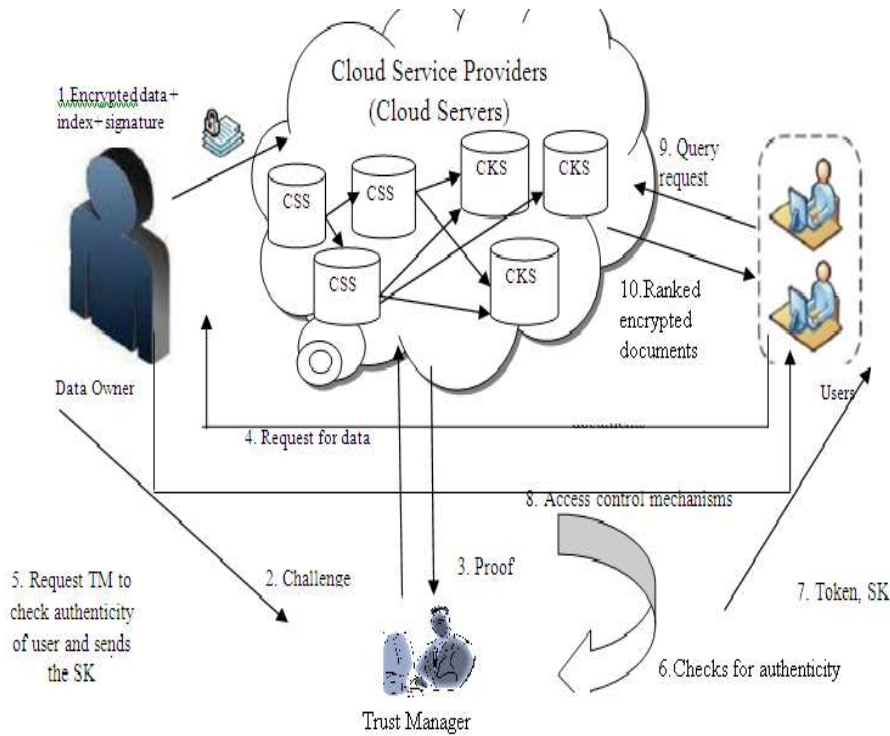 Cloud Service Providers
(Cloud Servers)
1.Encrypted data+
index+ signature
CSS
CSS
CKS
CKS
CSS
CKS
9. Query
request
10.Ranked
encrypted
documents
Data Owner
Users
4. Request for data
8. Access control mechanisms
5. Request TM to
check authenticity
of user and sends
the SK
2. Challenge
3. Proof
7. Token, SK
6.Checks for authenticity
Trust Manager